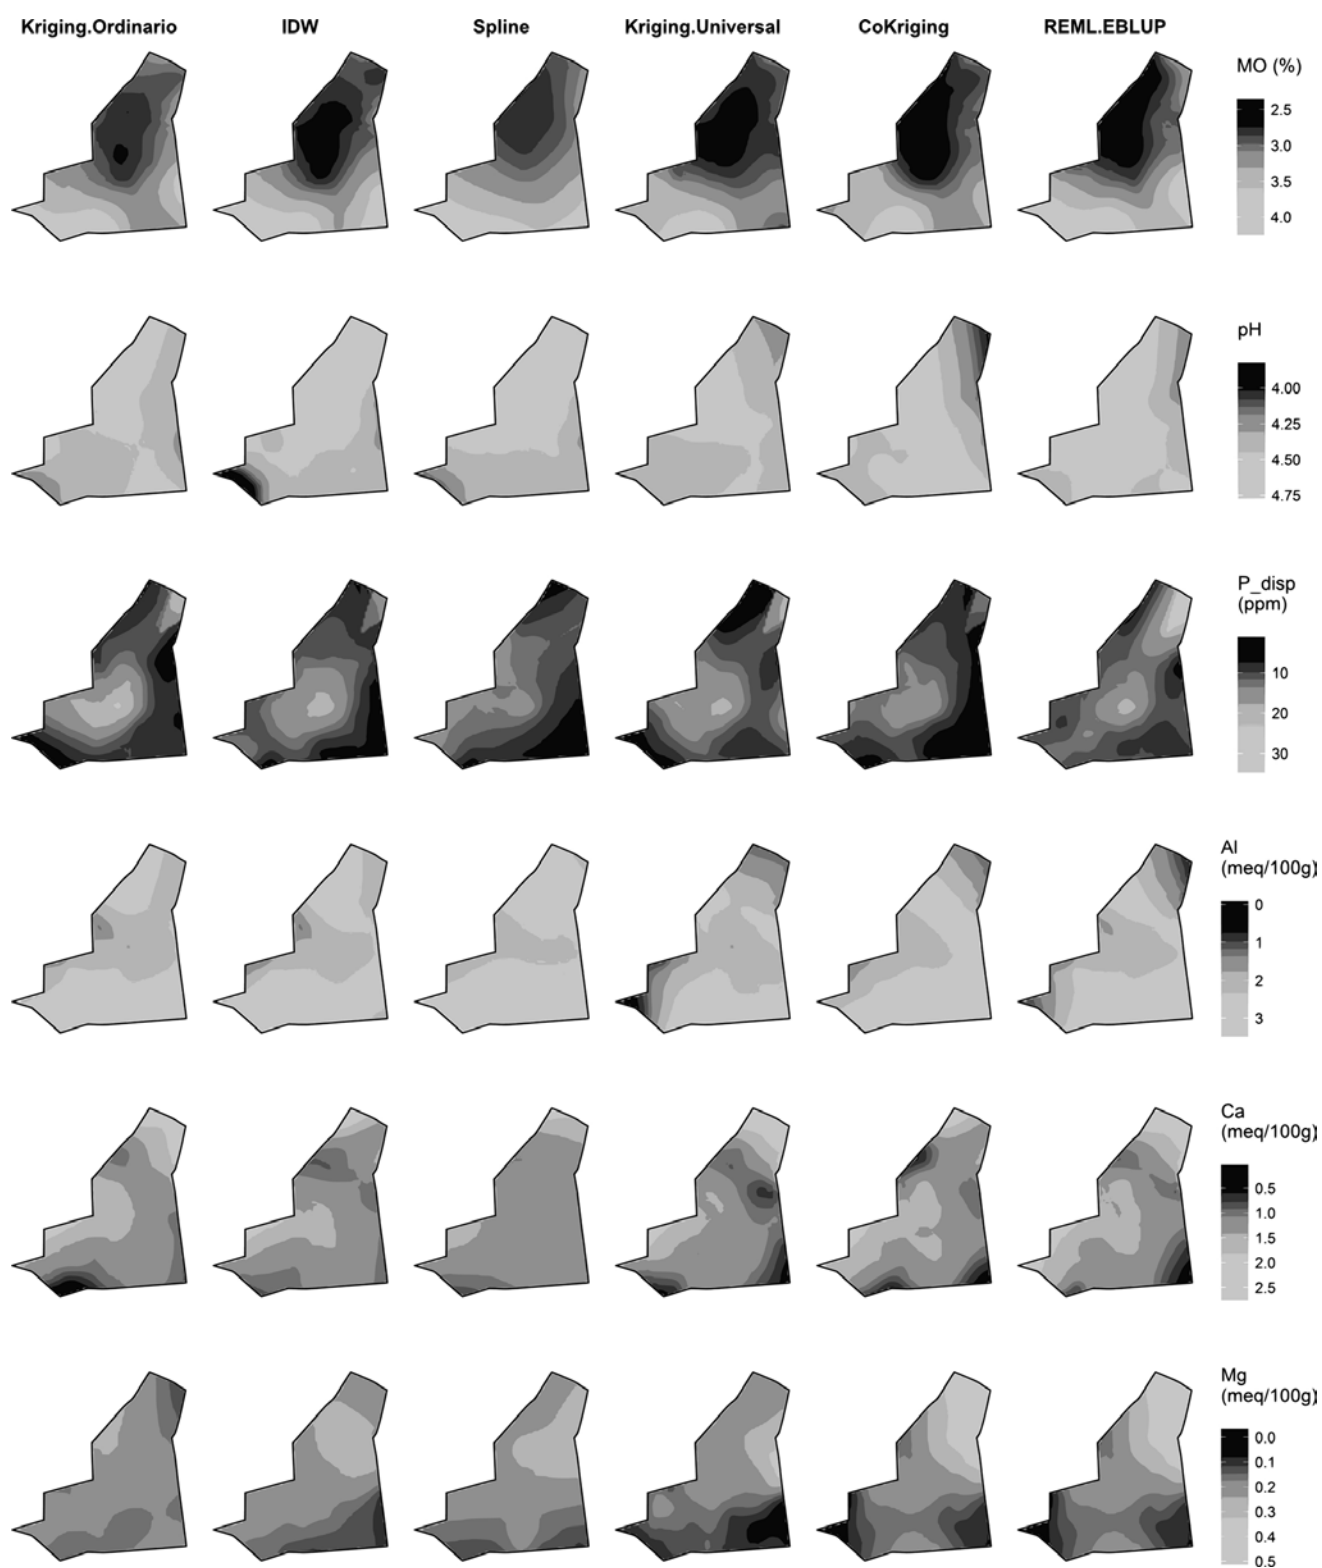 Kriging.Ordinario IDW Spline Kriging.Universal CoKriging REML.EBLUP
MO (%)
2.5
3.0
3.5
4.0
pH
4.00
4.25
4.50
4.75
P_disp
(ppm)
10
20
30
Al
(meq/100g)
0
1
2
3
Ca
(meq/100g)
0.5
1.0
1.5
2.0
2.5
Mg
(meq/100g)
0.0
0.1
0.2
0.3
0.4
0.5